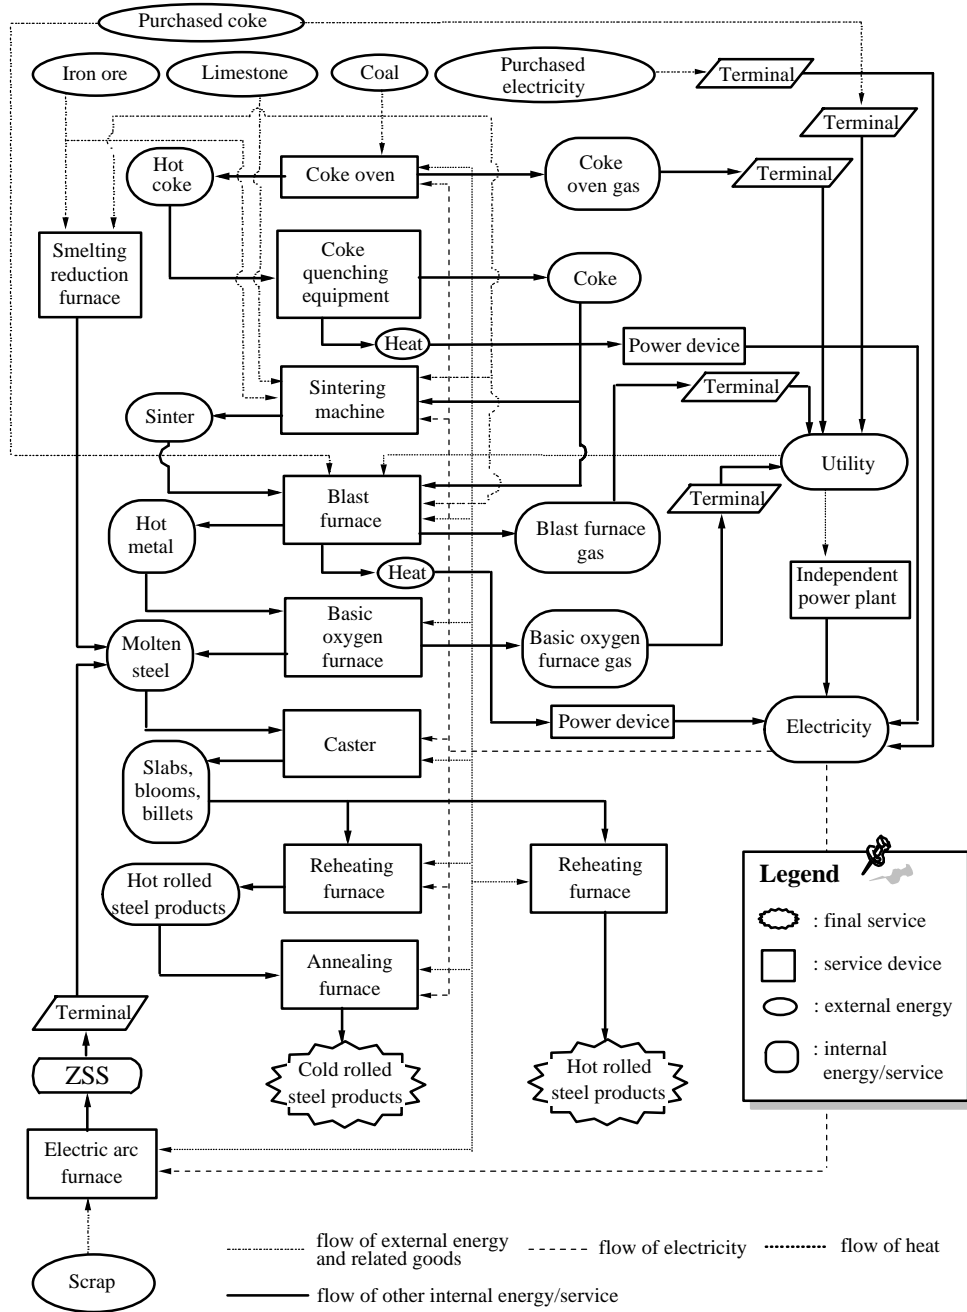 Purchased coke
Iron ore
Limestone
Coal
Purchased
electricity
Terminal
Terminal
Hot
coke
Coke oven
Coke
oven gas
Terminal
Smelting
reduction
furnace
Coke
quenching
equipment
Coke
Heat
Power device
Sintering
machine
Terminal
Sinter
Utility
Blast
furnace
Terminal
Hot
metal
Blast furnace
gas
Heat
Independent
power plant
Basic
oxygen
furnace
Basic oxygen
furnace gas
Molten
steel
Power device
Electricity
Caster
Slabs,
blooms,
billets
Reheating
furnace
Reheating
furnace
Hot rolled
steel products
Annealing
furnace
Terminal
ZSS
Cold rolled
steel products
Hot rolled
steel products
Electric arc
furnace
Scrap
Legend
: final service
: service device
: external energy
: internal
energy/service
flow of external energy
and related goods
flow of electricity
flow of heat
flow of other internal energy/service